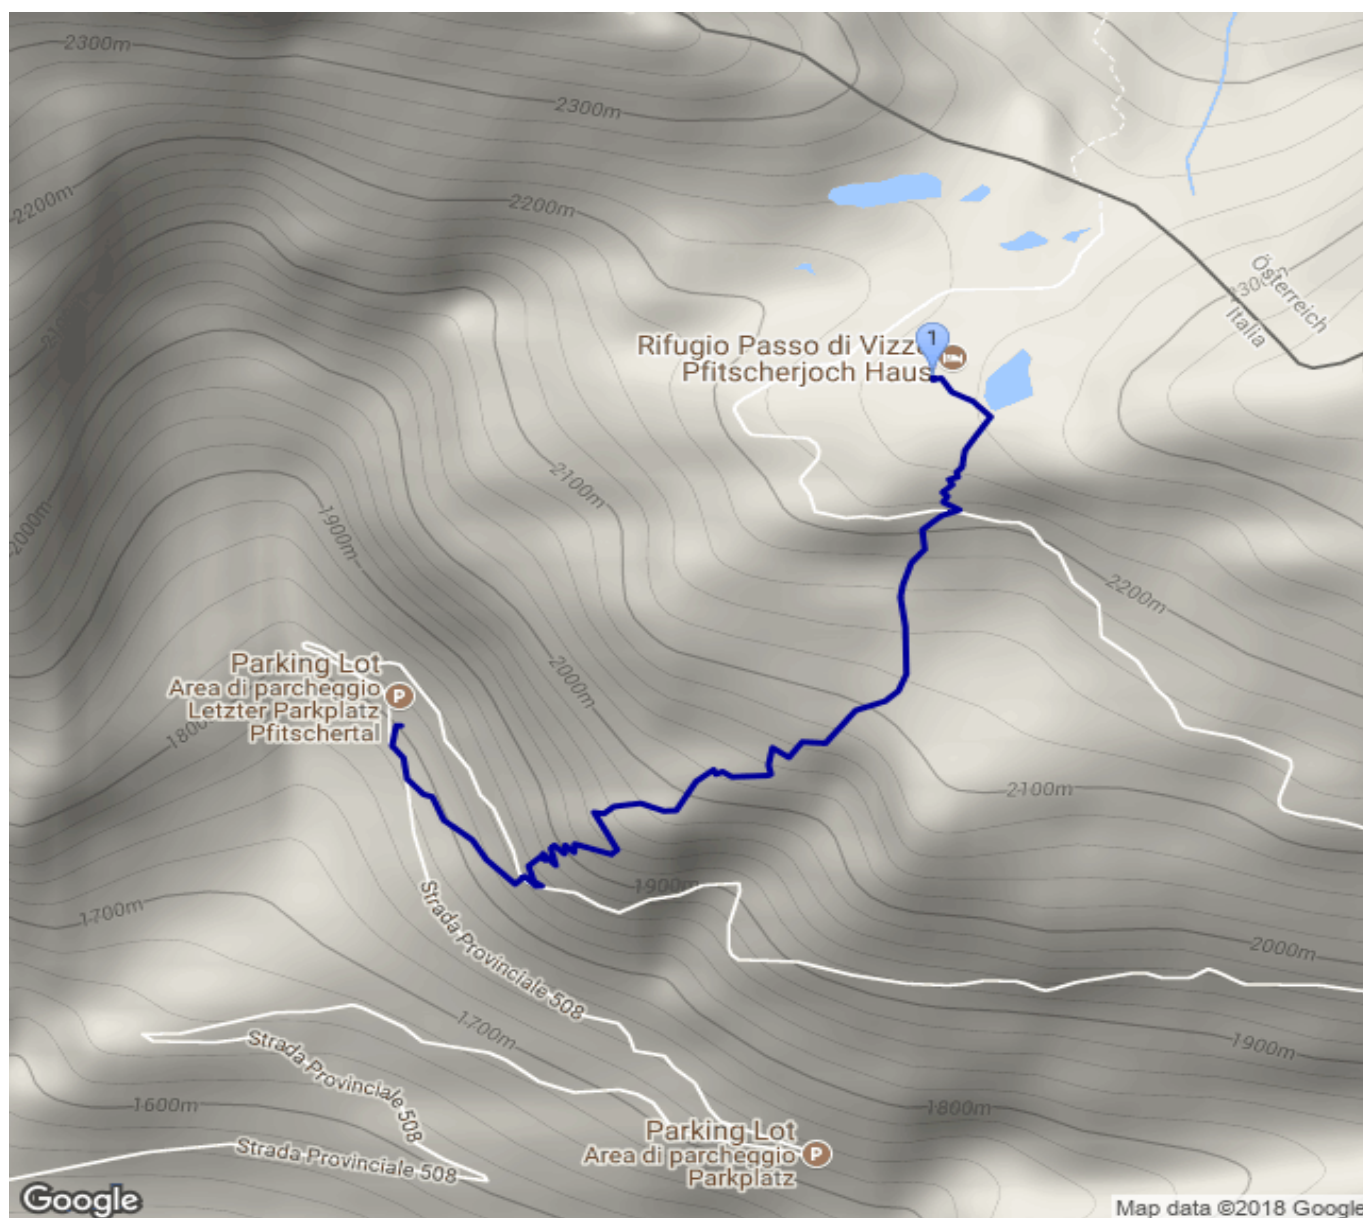 2300m
2300m
2200m
2200m
Österreich
Italia
1
Rifugio Passo di Vizze
Pfitscherjoch Haus
2100m
1900m
2000m
2200m
2000m
Parking Lot
Area di parcheggio
Letzter Parkplatz
Pfitschertal
P
2100m
1900m
1700m
Strada Provinciale 508
2000m
1700m
Strada Provinciale 508
1900m
1600m
1800m
Strada Provinciale 508
Parking Lot
Area di parcheggio
Parkplatz
P
Google
Map data ©2018 Google